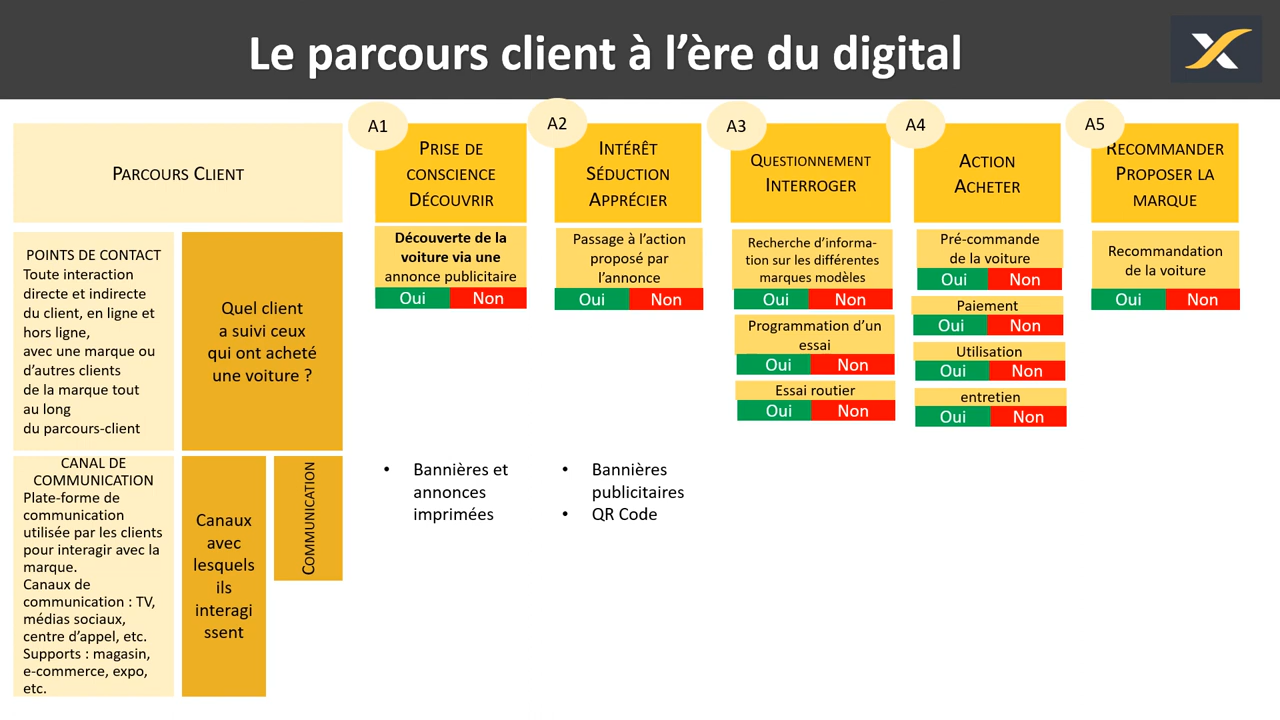 Le parcours client à l'ère du digital
PARCOURS CLIENT
A1
PRISE DE
CONSCIENCE
DÉCOUVRIR
A2
INTÉRÊT
SÉDUCTION
APPRÉCIER
A3
QUESTIONNEMENT
INTERROGER
A4
ACTION
ACHETER
A5
RECOMMANDER
PROPOSER LA
MARQUE
POINTS DE CONTACT
Toute interaction
directe et indirecte
du client, en ligne et
hors ligne,
avec une marque ou
d'autres clients
de la marque tout
au long
du parcours-client
Quel client
a suivi ceux
qui ont acheté
une voiture ?
Découverte de la
voiture via une
annonce publicitaire
Oui Non
Passage à l'action
proposé par
l'annonce
Oui Non
Recherche d'informa-
tion sur les différentes
marques modèles
Oui Non
Programmation d'un
essai
Oui Non
Essai routier
Oui Non
Pré-commande
de la voiture
Oui Non
Paiement
Oui Non
Utilisation
Oui Non
entretien
Oui Non
Recommandation
de la voiture
Oui Non
CANAL DE
COMMUNICATION
Plate-forme de
communication
utilisée par les clients
pour interagir avec la
marque.
Canaux de
communication : TV,
médias sociaux,
centre d'appel, etc.
Supports : magasin,
e-commerce, expo,
etc.
Canaux
avec
lesquels
ils
interagi
ssent
COMMUNICATION
• Bannières et
annonces
imprimées
• Bannières
publicitaires
• QR Code